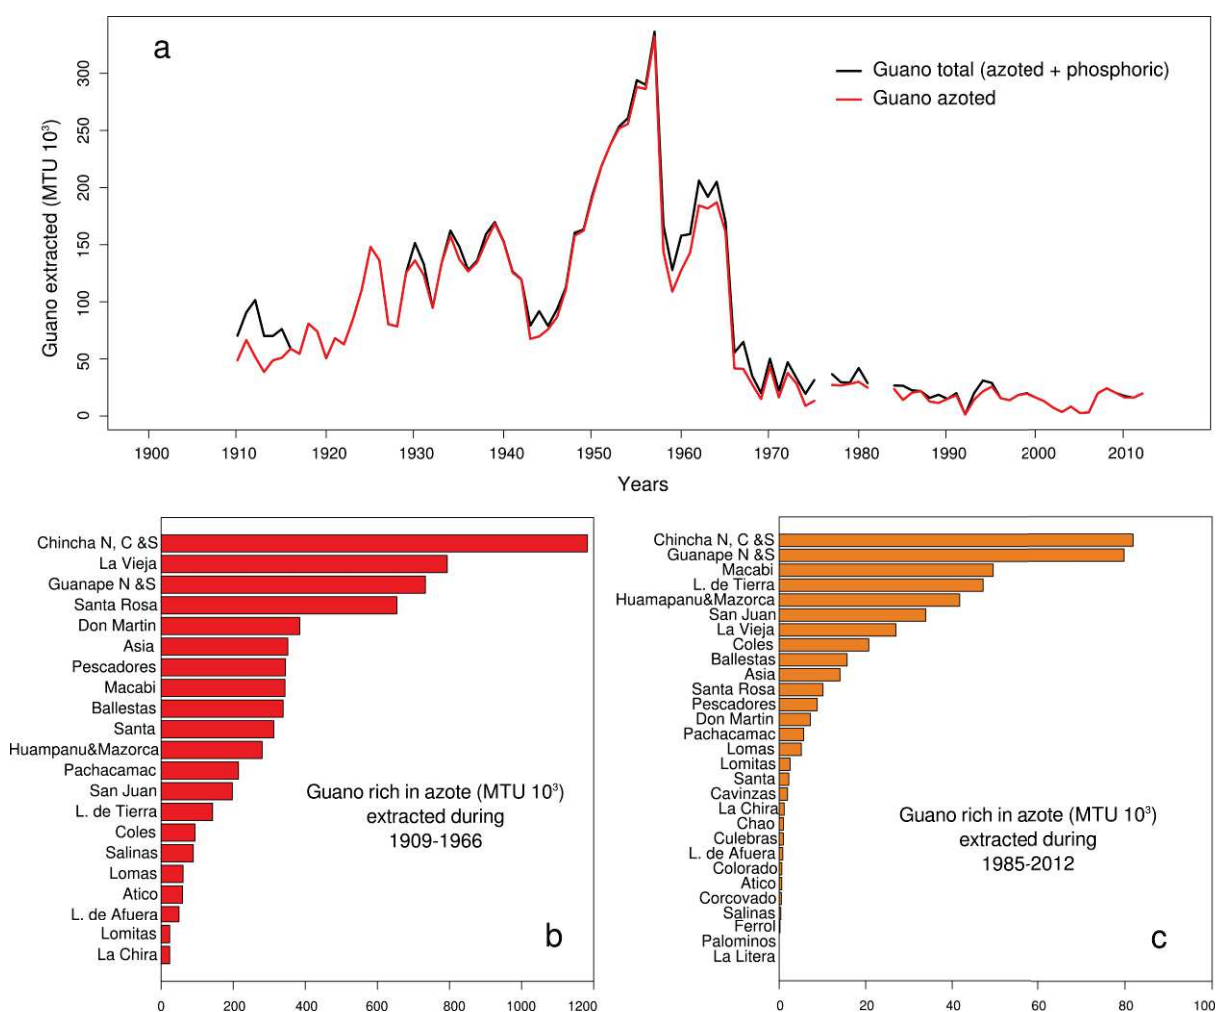 a
Guano total (azoted + phosphoric)
Guano azoted
Guano extracted (MTU 10³)
300
250
200
150
100
50
0
1900 1910 1920 1930 1940 1950 1960 1970 1980 1990 2000 2010
Years
Chincha N, C &S
La Vieja
Guanape N &S
Santa Rosa
Don Martin
Asia
Pescadores
Macabi
Ballestas
Santa
Huampanu&Mazorca
Pachacamac
San Juan
L. de Tierra
Coles
Salinas
Lomas
Atico
L. de Afuera
Lomitas
La Chira
Guano rich in azote (MTU 10³)
extracted during
1909-1966
b
0 200 400 600 800 1000 1200
Chincha N, C &S
Guanape N &S
Macabi
L. de Tierra
Huamapanu&Mazorca
San Juan
La Vieja
Coles
Ballestas
Asia
Santa Rosa
Pescadores
Don Martin
Pachacamac
Lomas
Lomitas
Santa
Cavinzas
La Chira
Chao
Culebras
L. de Afuera
Colorado
Atico
Corcovado
Salinas
Ferrol
Palominos
La Litera
Guano rich in azote (MTU 10³)
extracted during
1985-2012
c
0 20 40 60 80 100